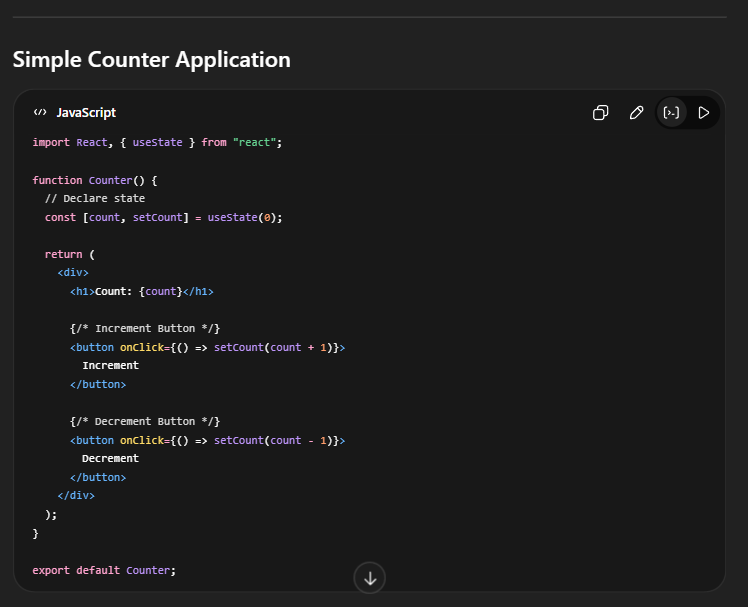 Simple Counter Application
JavaScript
import React, { useState } from "react";
function Counter() {
// Declare state
const [count, setCount] = useState(0);
return (
<div>
<h1>Count: {count}</h1>
{/* Increment Button */}
<button onClick={() => setCount(count + 1)}>
Increment
</button>
{/* Decrement Button */}
<button onClick={() => setCount(count - 1)}>
Decrement
</button>
</div>
);
}
export default Counter;